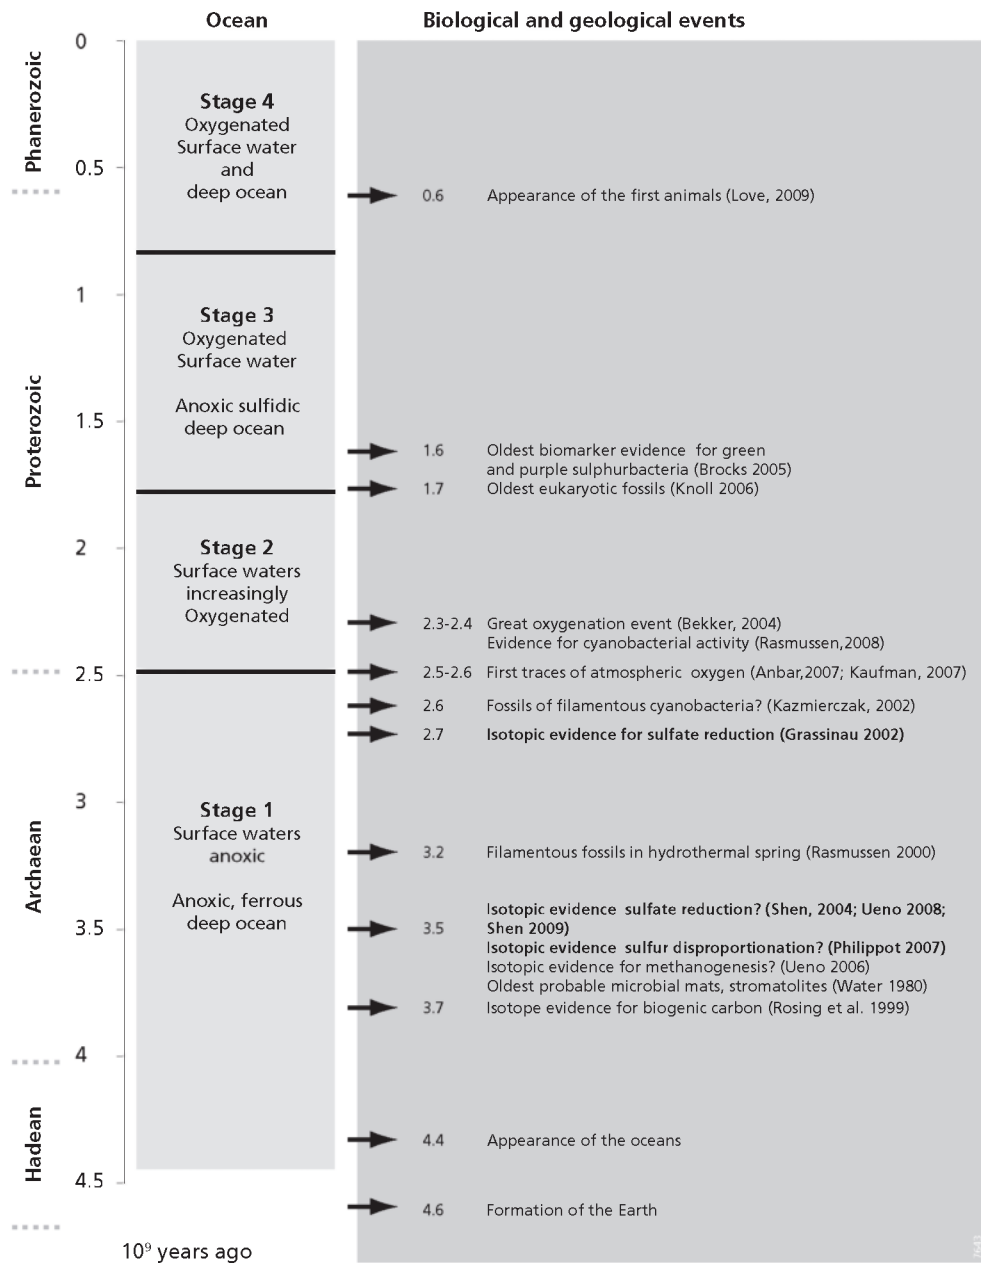 Ocean
Biological and geological events
0
0.5
1
1.5
2
2.5
3
3.5
4
4.5
Phanerozoic
Proterozoic
Archaean
Hadean
Stage 4
Oxygenated
Surface water
and
deep ocean
Stage 3
Oxygenated
Surface water
Anoxic sulfidic
deep ocean
Stage 2
Surface waters
increasingly
Oxygenated
Stage 1
Surface waters
anoxic
Anoxic, ferrous
deep ocean
0.6 Appearance of the first animals (Love, 2009)
1.6 Oldest biomarker evidence for green
and purple sulphurbacteria (Brocks 2005)
1.7 Oldest eukaryotic fossils (Knoll 2006)
2.3-2.4 Great oxygenation event (Bekker, 2004)
Evidence for cyanobacterial activity (Rasmussen,2008)
2.5-2.6 First traces of atmospheric oxygen (Anbar,2007; Kaufman, 2007)
2.6 Fossils of filamentous cyanobacteria? (Kazmierczak, 2002)
2.7 Isotopic evidence for sulfate reduction (Grassinau 2002)
3.2 Filamentous fossils in hydrothermal spring (Rasmussen 2000)
Isotopic evidence sulfate reduction? (Shen, 2004; Ueno 2008;
3.5 Shen 2009)
Isotopic evidence sulfur disproportionation? (Philippot 2007)
Isotopic evidence for methanogenesis? (Ueno 2006)
Oldest probable microbial mats, stromatolites (Water 1980)
3.7 Isotope evidence for biogenic carbon (Rosing et al. 1999)
4.4 Appearance of the oceans
4.6 Formation of the Earth
10⁹ years ago